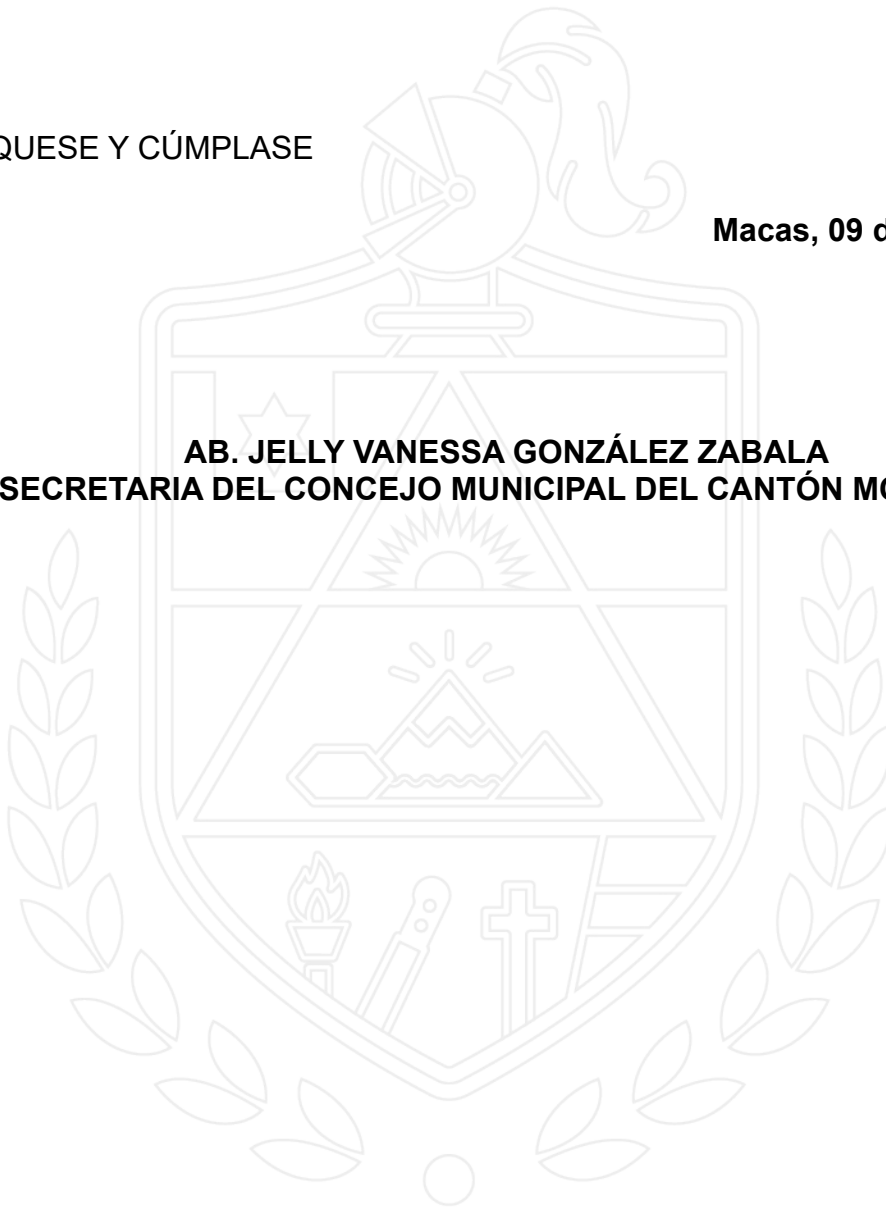 QUESE Y CÚMPLASE
Macas, 09 d
AB. JELLY VANESSA GONZÁLEZ ZABALA
SECRETARIA DEL CONCEJO MUNICIPAL DEL CANTÓN MO